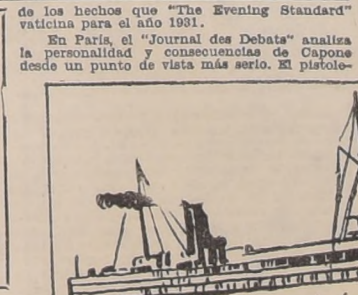 de los hechos que "The Evening Standard"
vaticina para el año 1931.
En París, el "Journal des Debats" analiza
la personalidad y consecuencias de Capone
desde un punto de vista más serio. El pistole-